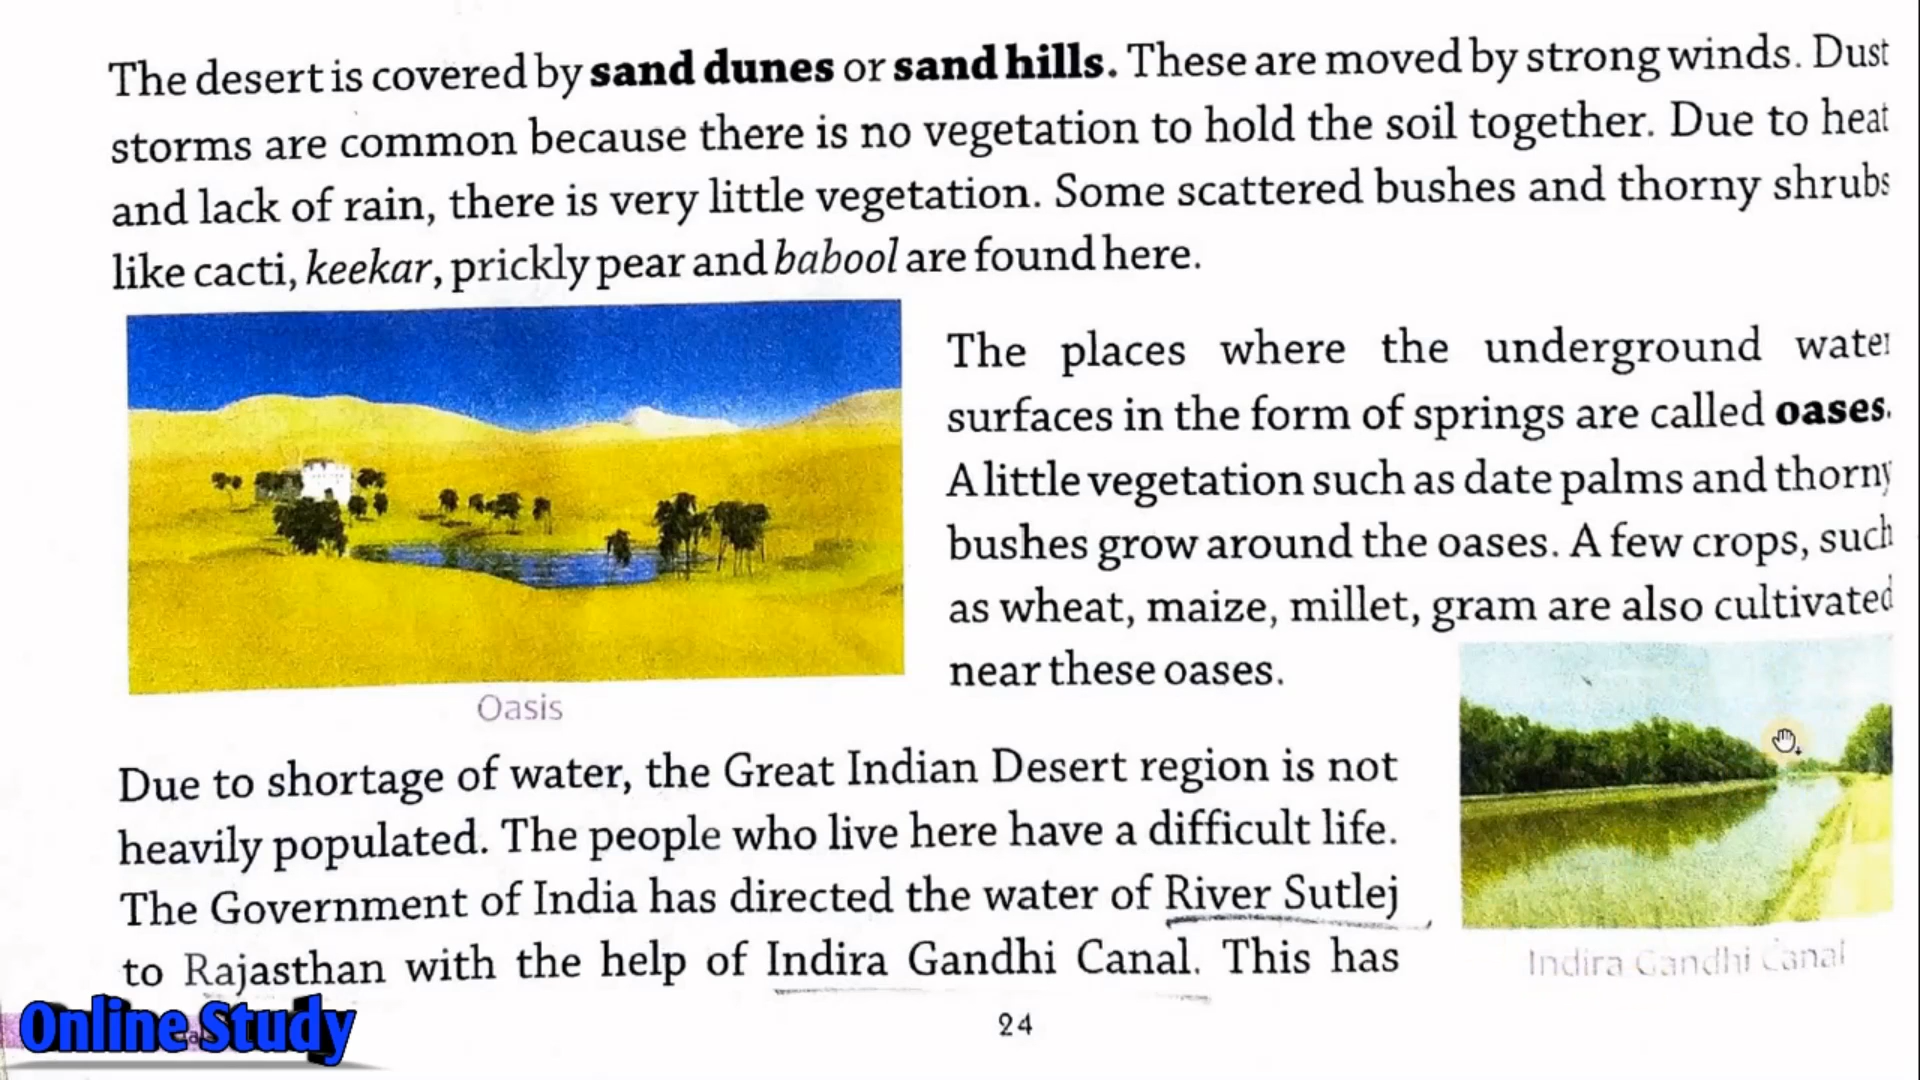 The desert is covered by sand dunes or sand hills. These are moved by strong winds. Dust
storms are common because there is no vegetation to hold the soil together. Due to heat
and lack of rain, there is very little vegetation. Some scattered bushes and thorny shrubs
like cacti, keekar, prickly pear and babool are found here.
The places where the underground water
surfaces in the form of springs are called oases.
A little vegetation such as date palms and thorny
bushes grow around the oases. A few crops, such
as wheat, maize, millet, gram are also cultivated
near these oases.
Oasis
Due to shortage of water, the Great Indian Desert region is not
heavily populated. The people who live here have a difficult life.
The Government of India has directed the water of River Sutlej
to Rajasthan with the help of Indira Gandhi Canal. This has
Indira Gandhi Canal
Online Study
24